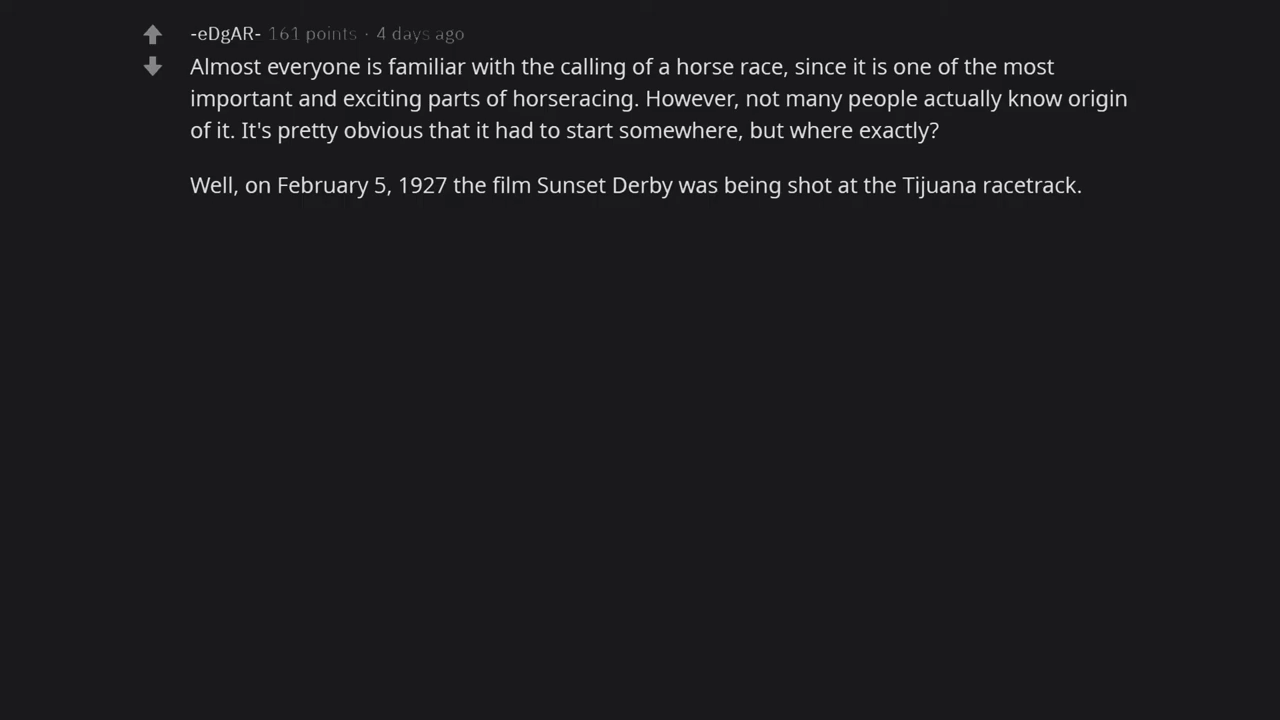 -eDgAR- 161 points · 4 days ago
Almost everyone is familiar with the calling of a horse race, since it is one of the most
important and exciting parts of horseracing. However, not many people actually know origin
of it. It's pretty obvious that it had to start somewhere, but where exactly?
Well, on February 5, 1927 the film Sunset Derby was being shot at the Tijuana racetrack.